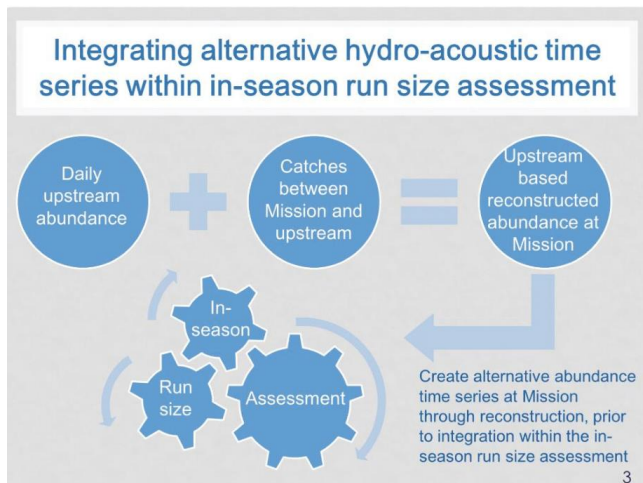 Integrating alternative hydro-acoustic time
series within in-season run size assessment
Daily
upstream
abundance
Catches
between
Mission and
upstream
Upstream
based
reconstructed
abundance at
Mission
In-
season
Run
size
Assessment
Create alternative abundance
time series at Mission
through reconstruction, prior
to integration within the in-
season run size assessment
3